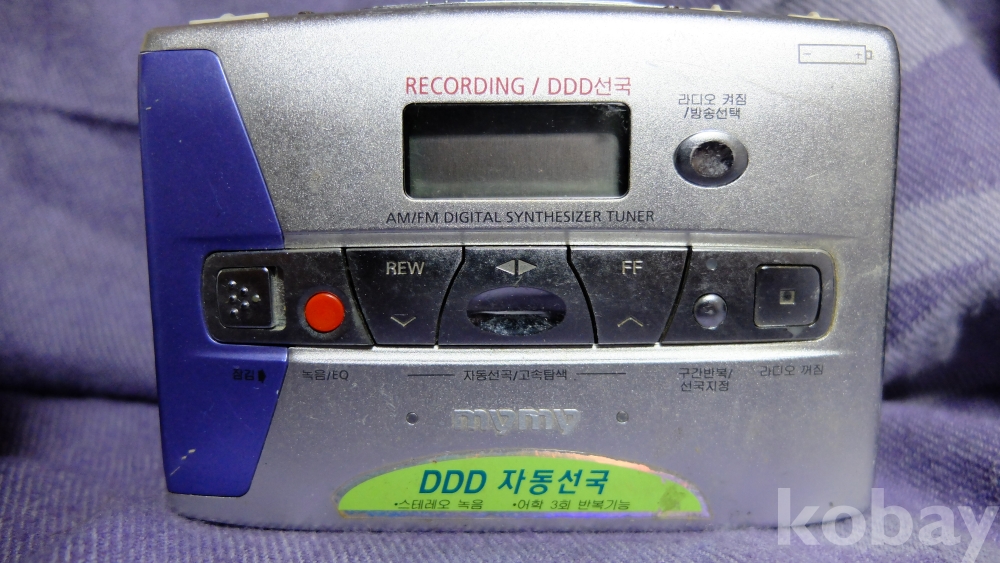 RECORDING / DDD선국
라디오 켜짐
/방송선택
AM/FM DIGITAL SYNTHESIZER TUNER
REW
FF
잠김
녹음/EQ
자동선국/고속탐색
구간반복/
선국지정
라디오 꺼짐
mymy
DDD 자동선국
•스테레오 녹음 •어학 3회 반복기능
kobay